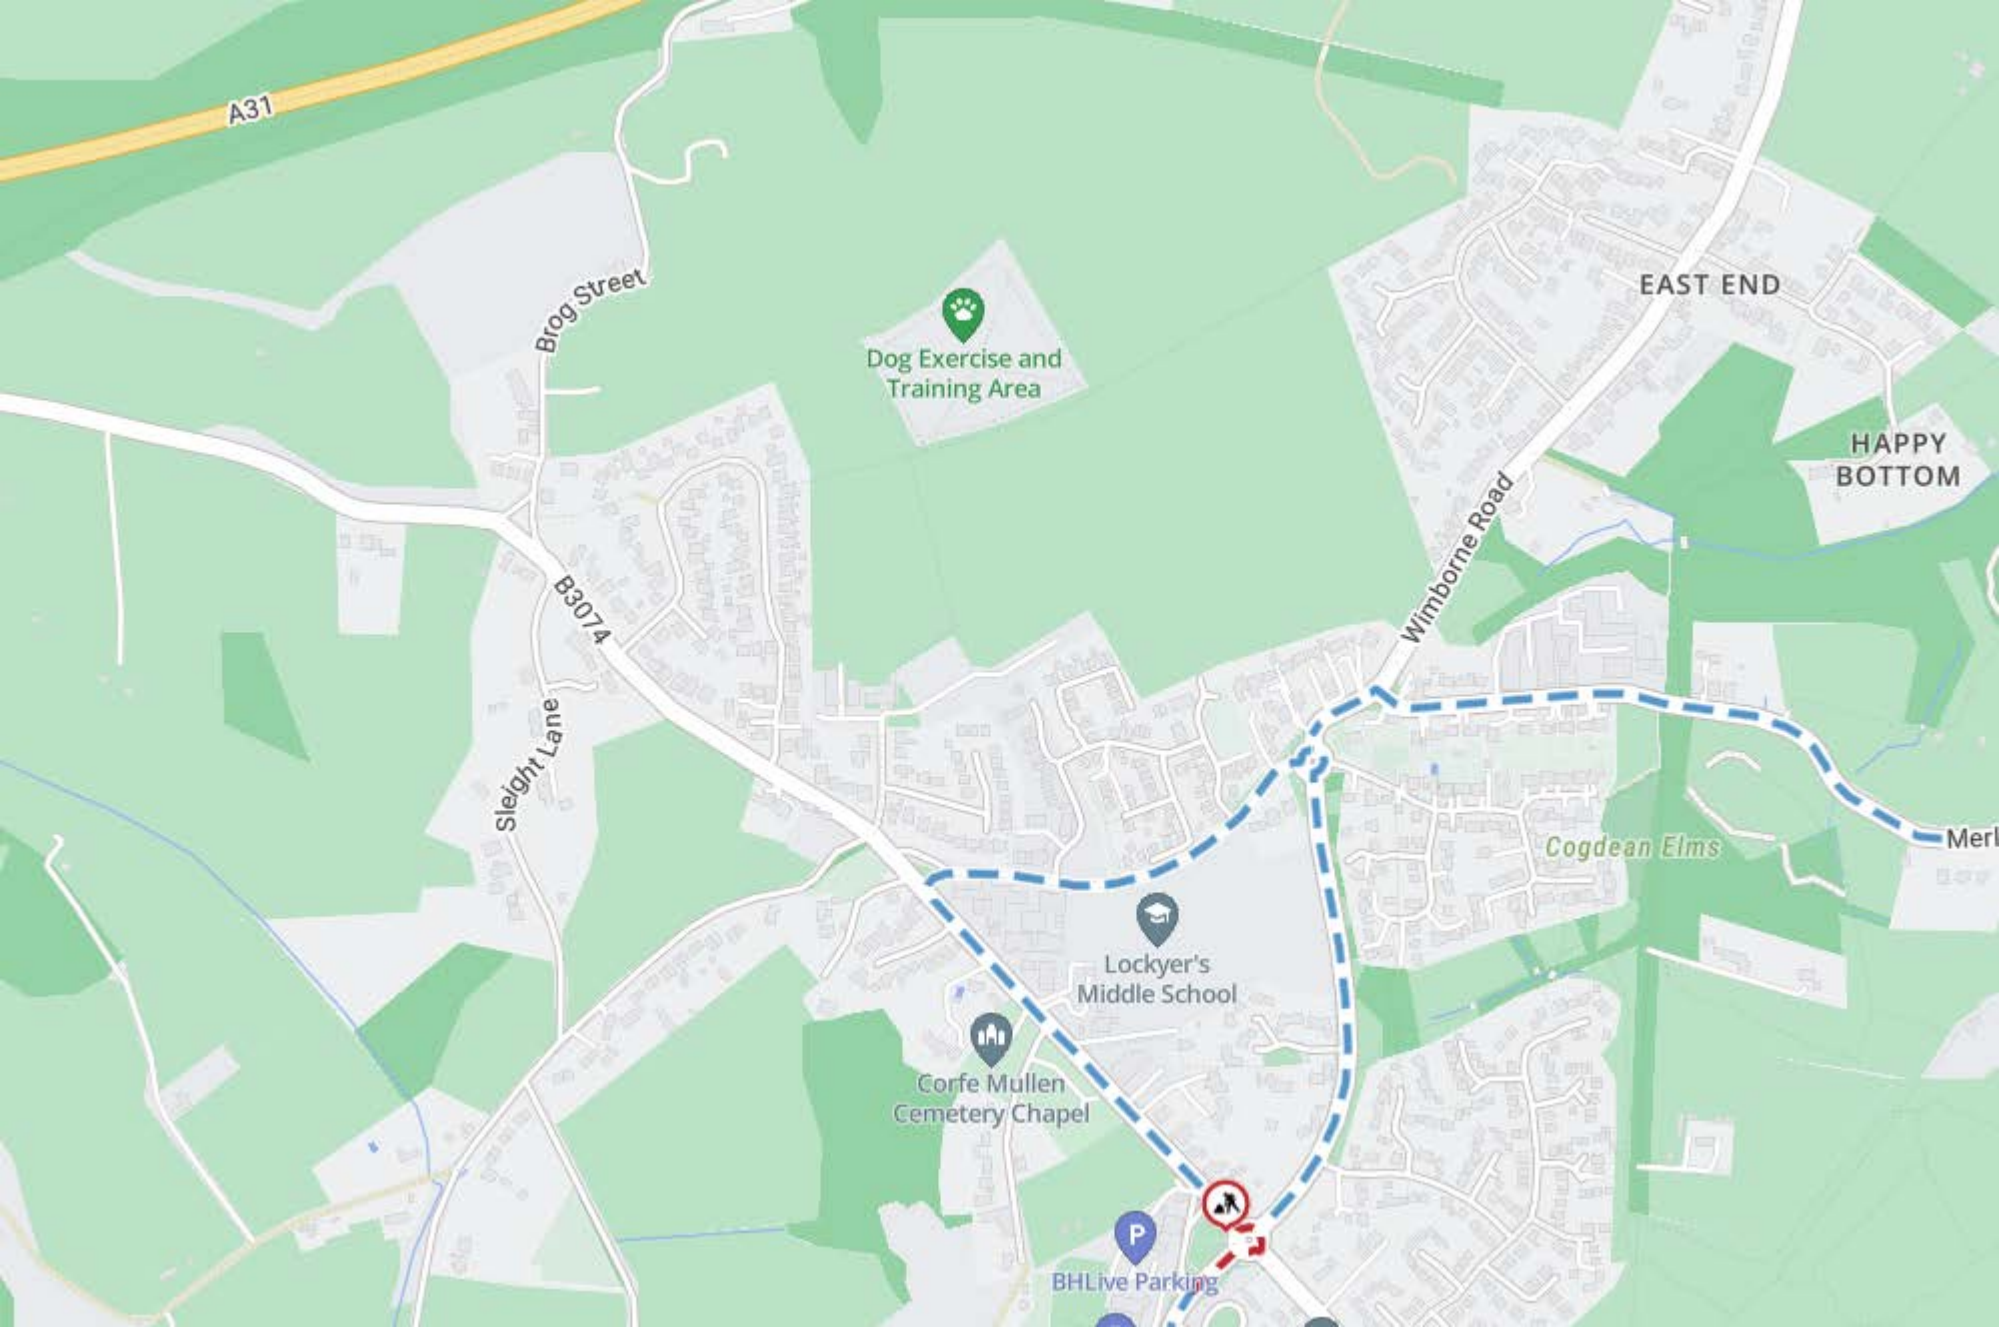 A31
Brog Street
EAST END
Dog Exercise and
Training Area
HAPPY
BOTTOM
Wimborne Road
B3074
Sleight Lane
Merl
Cogdean Elms
Lockyer's
Middle School
Corfe Mullen
Cemetery Chapel
P
BHLive Parking